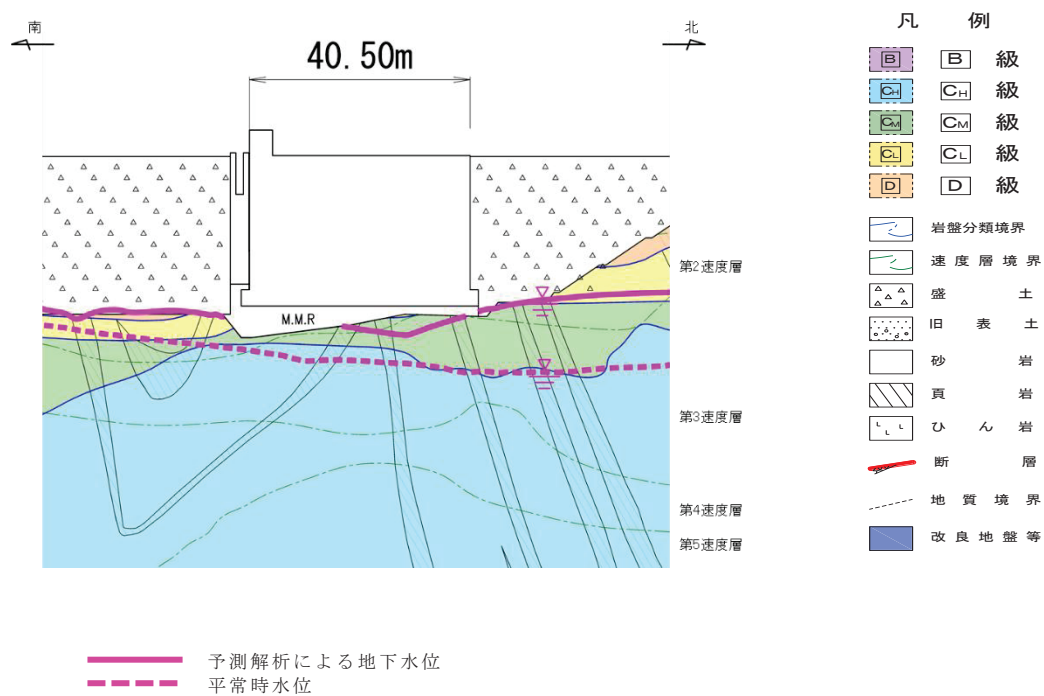 南
北
40.50m
M.M.R
第2速度層
第3速度層
第4速度層
第5速度層
凡 例
B B 級
CH CH 級
CM CM 級
CL CL 級
D D 級
岩盤分類境界
速度層境界
盛土
旧表土
砂岩
頁岩
ひん岩
断層
地質境界
改良地盤等
予測解析による地下水位
平常時水位